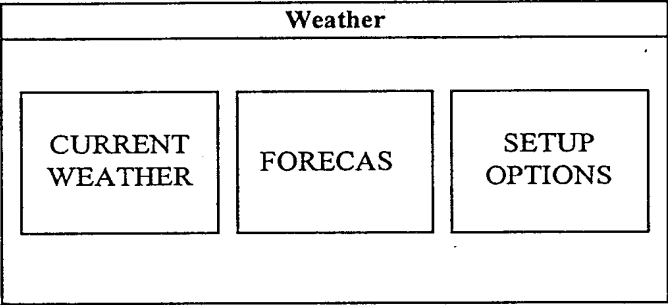 Weather
CURRENT
WEATHER
FORECAS
SETUP
OPTIONS